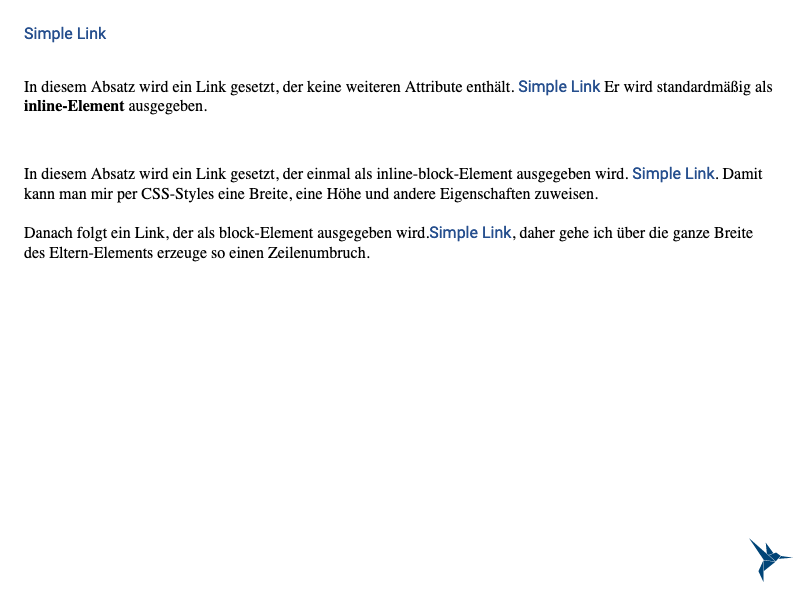 Simple Link
In diesem Absatz wird ein Link gesetzt, der keine weiteren Attribute enthält. Simple Link Er wird standardmäßig als
inline-Element ausgegeben.
In diesem Absatz wird ein Link gesetzt, der einmal als inline-block-Element ausgegeben wird. Simple Link. Damit
kann man mir per CSS-Styles eine Breite, eine Höhe und andere Eigenschaften zuweisen.
Danach folgt ein Link, der als block-Element ausgegeben wird.Simple Link, daher gehe ich über die ganze Breite
des Eltern-Elements erzeuge so einen Zeilenumbruch.